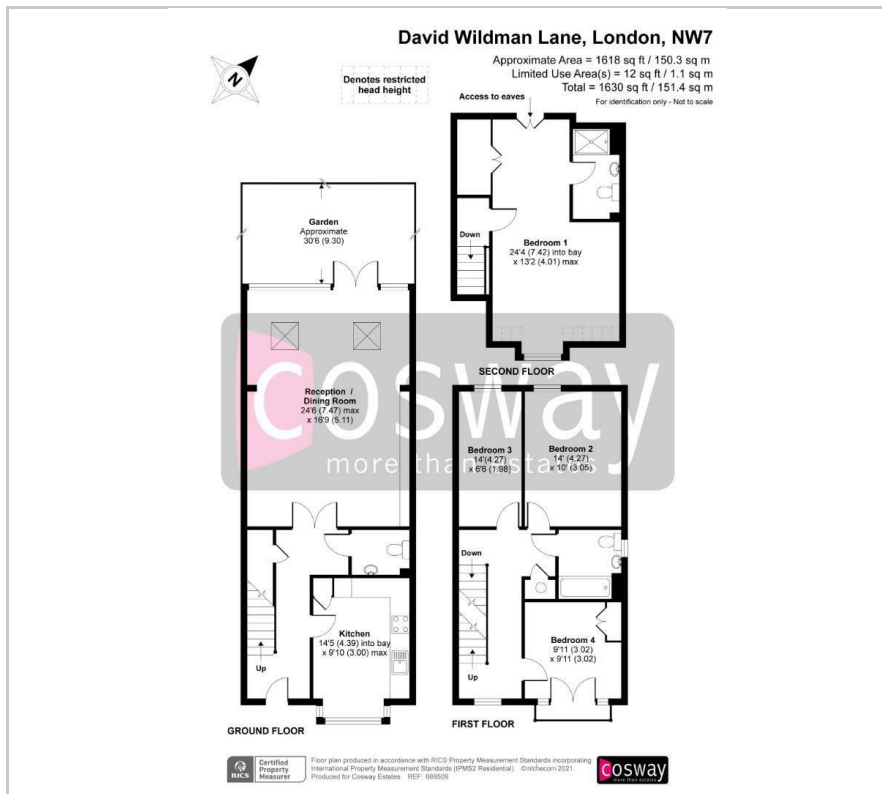 David Wildman Lane, London, NW7
Approximate Area = 1618 sq ft / 150.3 sq m
Limited Use Area(s) = 12 sq ft / 1.1 sq m
Total = 1630 sq ft / 151.4 sq m
For identification only - Not to scale
N
Denotes restricted
head height
Access to eaves
Garden
Approximate
30'6 (9.30)
Down
Bedroom 1
24'4 (7.42) into bay
x 13'2 (4.01) max
SECOND FLOOR
Reception /
Dining Room
24'6 (7.47) max
x 16'9 (5.11)
cosway
more than estates
Bedroom 3
14'(4.27)
x 6'6 (1.98)
Bedroom 2
14' (4.27)
x 10' (3.05)
Down
Up
Kitchen
14'5 (4.39) into bay
x 9'10 (3.00) max
Up
Bedroom 4
9'11 (3.02)
x 9'11 (3.02)
GROUND FLOOR
FIRST FLOOR
RICS
Certified
Property
Measurer
Floor plan produced in accordance with RICS Property Measurement Standards incorporating
International Property Measurement Standards (IPMS2 Residential). ©nichecom 2021.
Produced for Cosway Estates. REF: 688509
cosway
more than estates